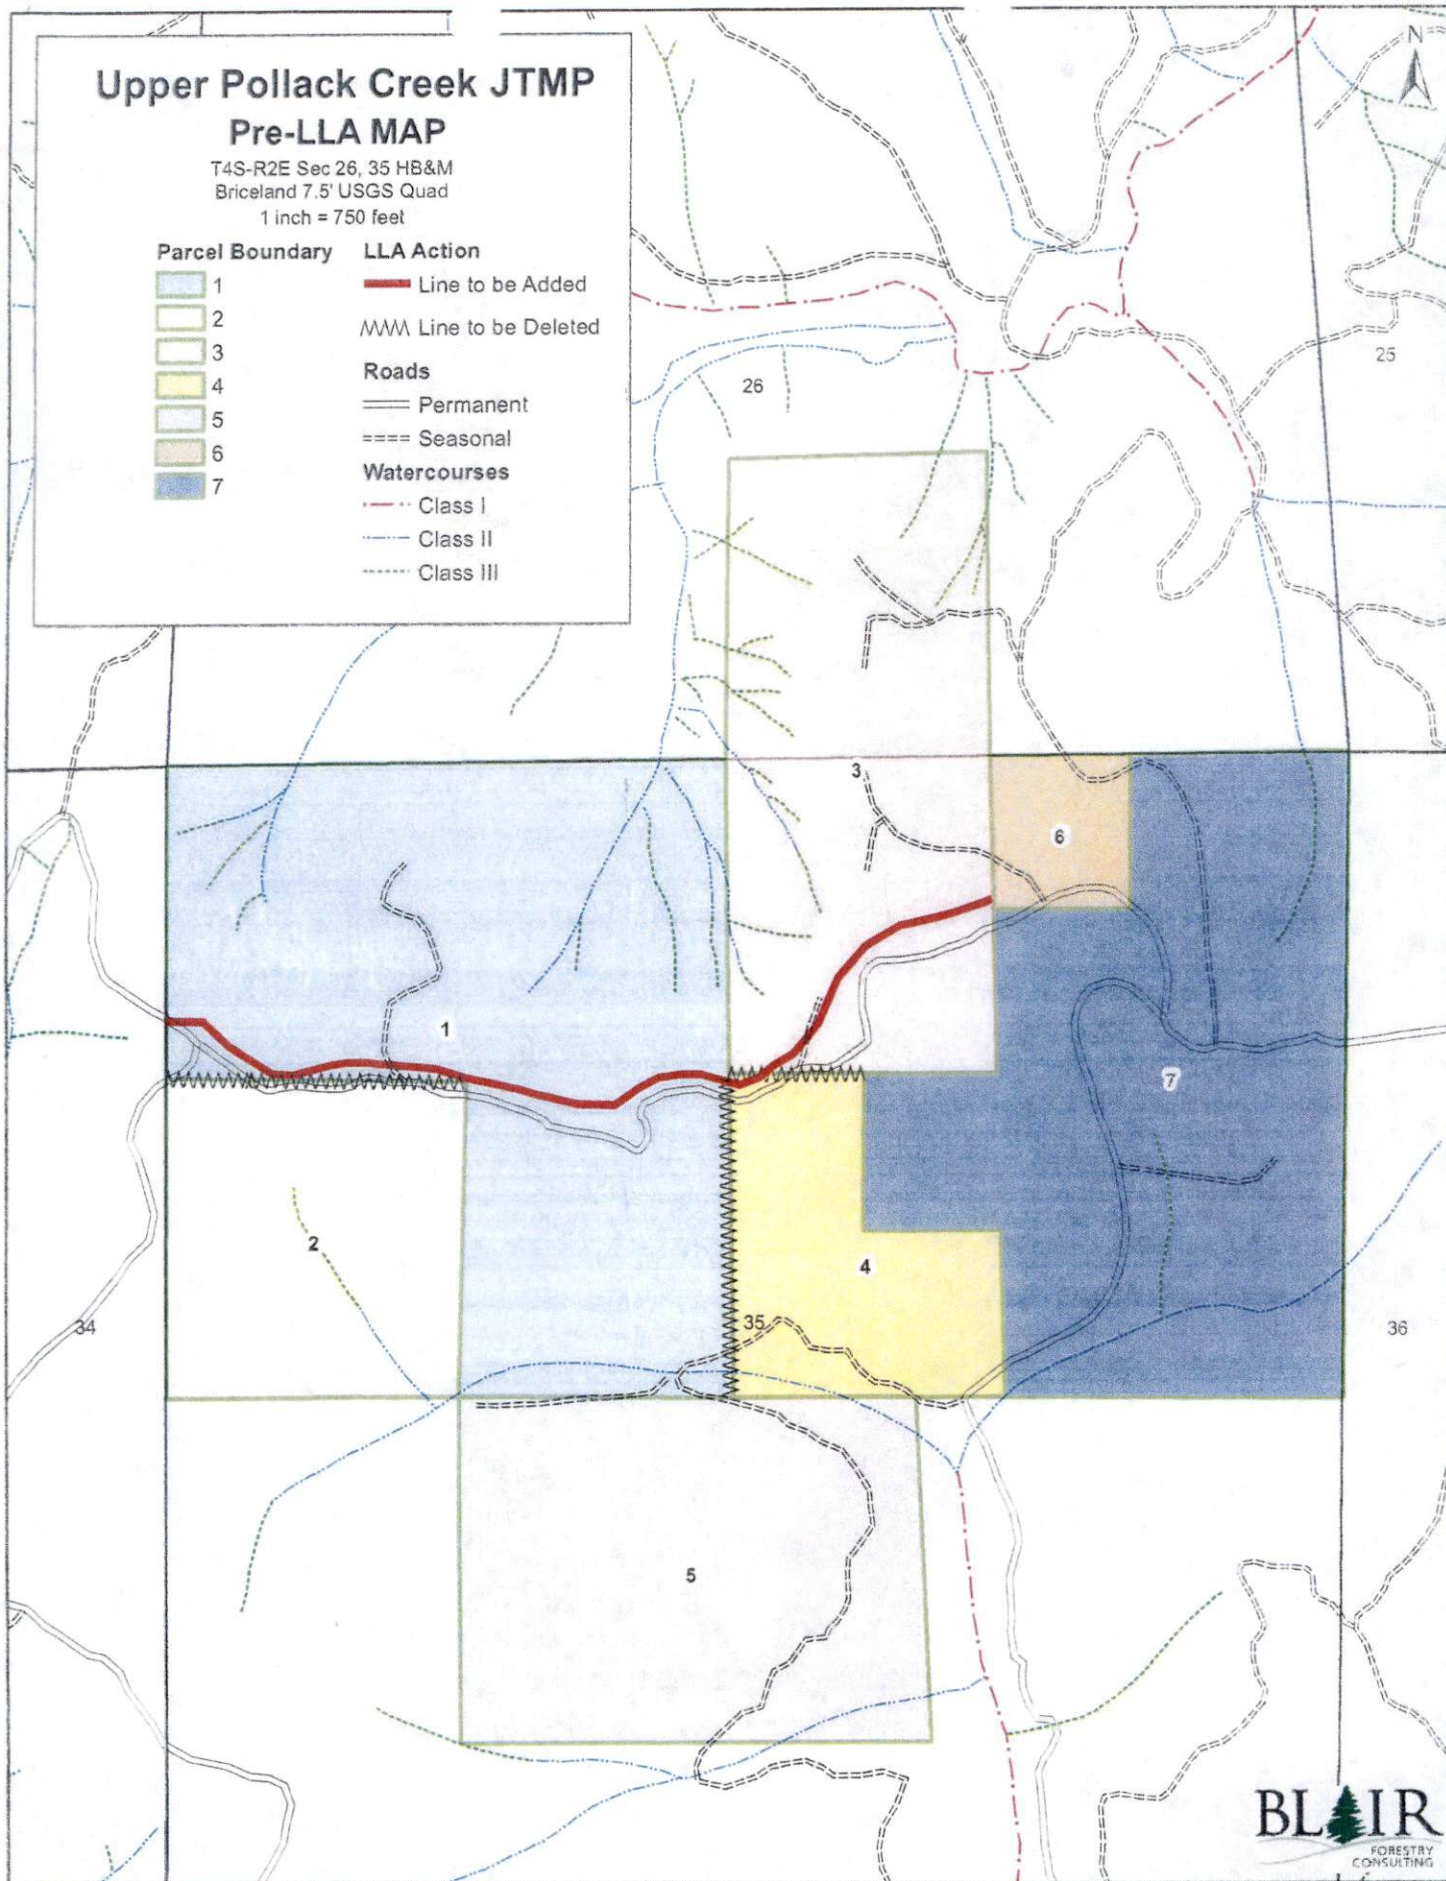 Upper Pollack Creek JTMP
Pre-LLA MAP
T4S-R2E Sec 26, 35 HB&M
Briceland 7.5' USGS Quad
1 inch = 750 feet
Parcel Boundary
1
2
3
4
5
6
7
LLA Action
Line to be Added
Line to be Deleted
Roads
Permanent
Seasonal
Watercourses
Class I
Class II
Class III
N
25
26
3
6
1
7
2
4
35
34
36
5
BLAIR
FORESTRY
CONSULTING